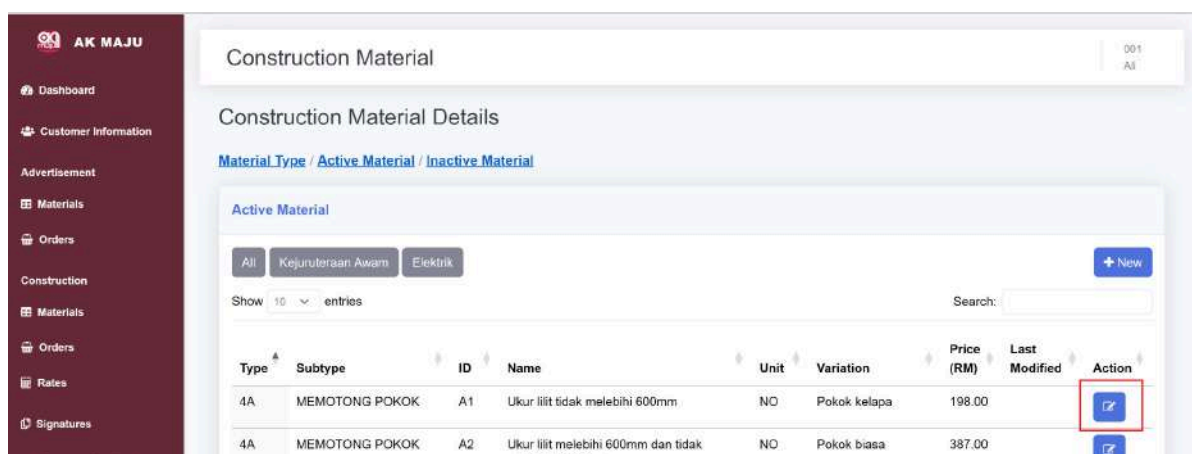 AK MAJU
Dashboard
Customer Information
Advertisement
Materials
Orders
Construction
Materials
Orders
Rates
Signatures
Construction Material
001
Ali
Construction Material Details
Material Type / Active Material / Inactive Material
Active Material
All Kejuruteraan Awam Elektrik + New
Show 10 entries Search:
Type Subtype ID Name Unit Variation Price (RM) Last Modified Action
4A MEMOTONG POKOK A1 Ukur lilit tidak melebihi 600mm NO Pokok kelapa 198.00
4A MEMOTONG POKOK A2 Ukur lilit melebihi 600mm dan tidak NO Pokok biasa 387.00